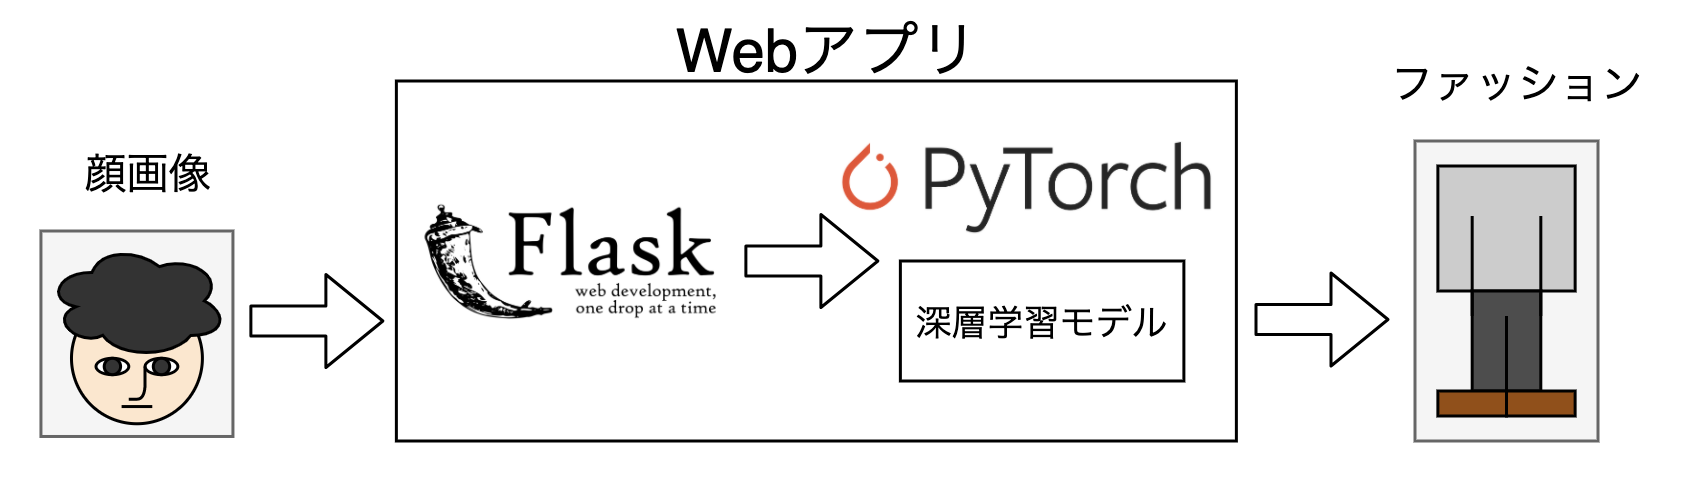 Webアプリ
ファッション
顔画像
PyTorch
Flask
web development,
one drop at a time
深層学習モデル